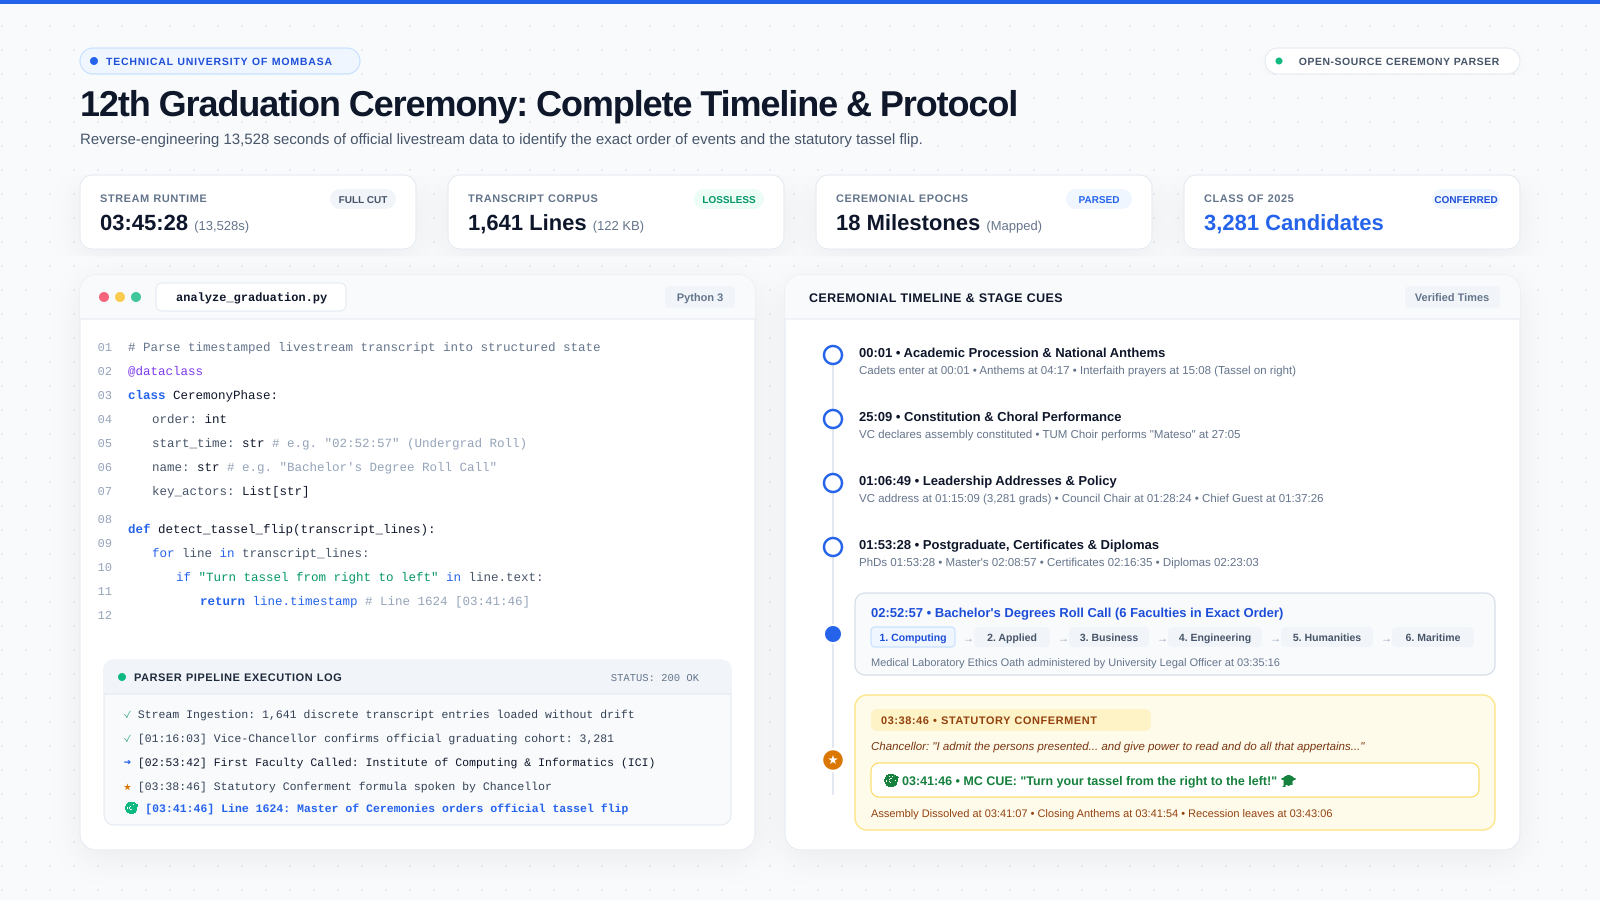 TECHNICAL UNIVERSITY OF MOMBASA
OPEN-SOURCE CEREMONY PARSER
12th Graduation Ceremony: Complete Timeline & Protocol
Reverse-engineering 13,528 seconds of official livestream data to identify the exact order of events and the statutory tassel flip.
STREAM RUNTIME
FULL CUT
03:45:28 (13,528s)
TRANSCRIPT CORPUS
LOSSLESS
1,641 Lines (122 KB)
CEREMONIAL EPOCHS
PARSED
18 Milestones (Mapped)
CLASS OF 2025
CONFERRED
3,281 Candidates
analyze_graduation.py
Python 3
01 # Parse timestamped livestream transcript into structured state
02 @dataclass
03 class CeremonyPhase:
04 order: int
05 start_time: str # e.g. "02:52:57" (Undergrad Roll)
06 name: str # e.g. "Bachelor's Degree Roll Call"
07 key_actors: List[str]
08
def detect_tassel_flip(transcript_lines):
09
for line in transcript_lines:
10
if "Turn tassel from right to left" in line.text:
11
return line.timestamp # Line 1624 [03:41:46]
12
PARSER PIPELINE EXECUTION LOG
STATUS: 200 OK
✓ Stream Ingestion: 1,641 discrete transcript entries loaded without drift
✓ [01:16:03] Vice-Chancellor confirms official graduating cohort: 3,281
→ [02:53:42] First Faculty Called: Institute of Computing & Informatics (ICI)
★ [03:38:46] Statutory Conferment formula spoken by Chancellor
[03:41:46] Line 1624: Master of Ceremonies orders official tassel flip
CEREMONIAL TIMELINE & STAGE CUES
Verified Times
00:01 • Academic Procession & National Anthems
Cadets enter at 00:01 • Anthems at 04:17 • Interfaith prayers at 15:08 (Tassel on right)
25:09 • Constitution & Choral Performance
VC declares assembly constituted • TUM Choir performs "Mateso" at 27:05
01:06:49 • Leadership Addresses & Policy
VC address at 01:15:09 (3,281 grads) • Council Chair at 01:28:24 • Chief Guest at 01:37:26
01:53:28 • Postgraduate, Certificates & Diplomas
PhDs 01:53:28 • Master's 02:08:57 • Certificates 02:16:35 • Diplomas 02:23:03
02:52:57 • Bachelor's Degrees Roll Call (6 Faculties in Exact Order)
1. Computing → 2. Applied → 3. Business → 4. Engineering → 5. Humanities → 6. Maritime
Medical Laboratory Ethics Oath administered by University Legal Officer at 03:35:16
03:38:46 • STATUTORY CONFERMENT
Chancellor: "I admit the persons presented... and give power to read and do all that appertains..."
03:41:46 • MC CUE: "Turn your tassel from the right to the left!"
Assembly Dissolved at 03:41:07 • Closing Anthems at 03:41:54 • Recession leaves at 03:43:06